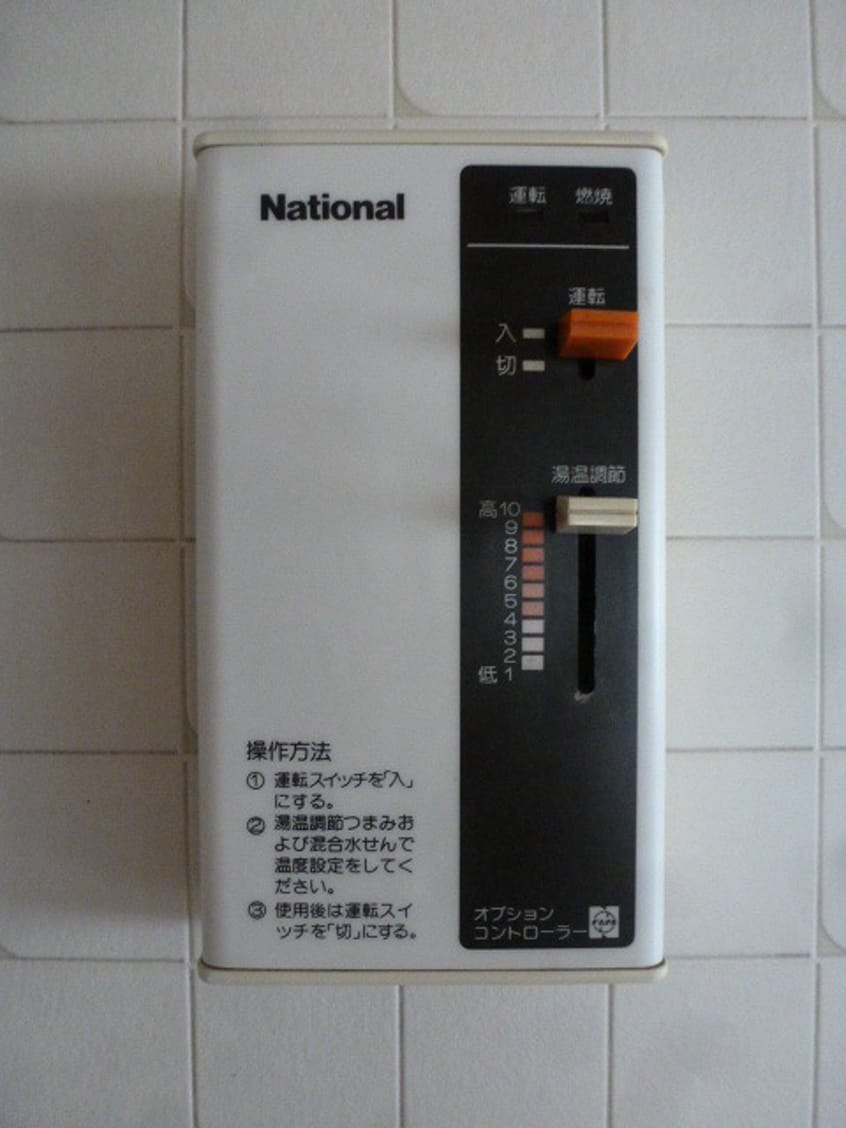 National
運転 燃焼
運転
入
切
湯温調節
高10
9
8
7
6
5
4
3
2
低1
操作方法
① 運転スイッチを「入」
にする。
② 湯温調節つまみお
よび混合水せんで
温度設定をしてく
ださい。
③ 使用後は運転スイ
ッチを「切」にする。
オプション
コントローラー